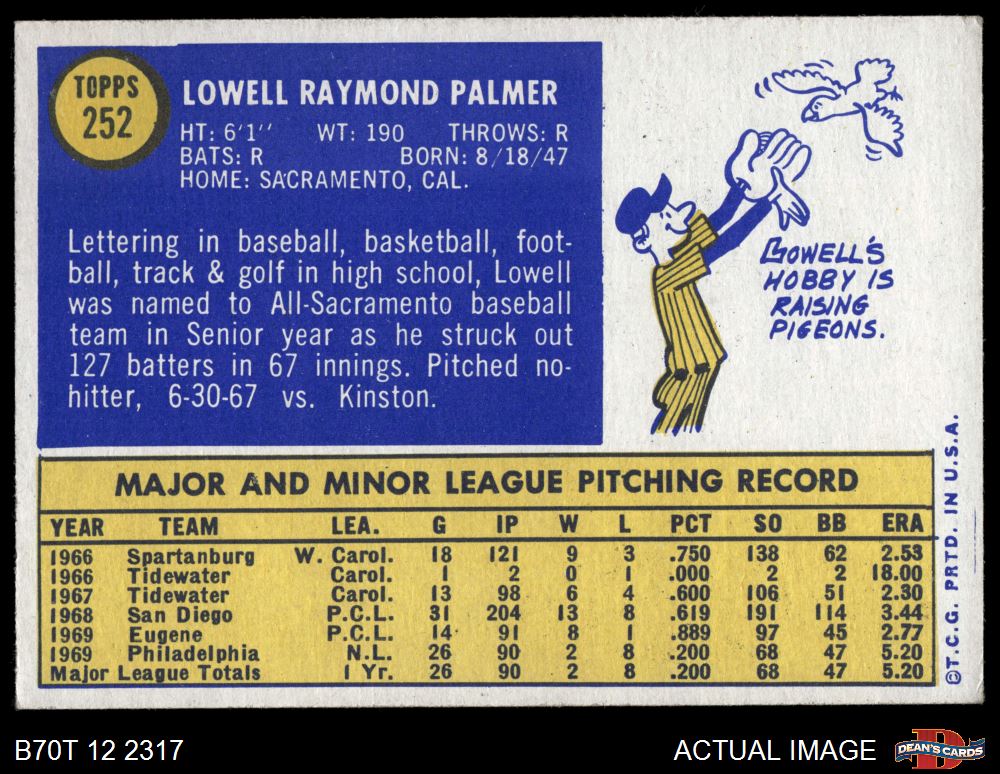 TOPPS
252
LOWELL RAYMOND PALMER
HT: 6'1'' WT: 190 THROWS: R
BATS: R BORN: 8/18/47
HOME: SACRAMENTO, CAL.
Lettering in baseball, basketball, foot-
ball, track & golf in high school, Lowell
was named to All-Sacramento baseball
team in Senior year as he struck out
127 batters in 67 innings. Pitched no-
hitter, 6-30-67 vs. Kinston.
LOWELL'S
HOBBY IS
RAISING
PIGEONS.
MAJOR AND MINOR LEAGUE PITCHING RECORD
YEAR TEAM LEA. G IP W L PCT SO BB ERA
1966 Spartanburg W. Carol. 18 121 9 3 .750 138 62 2.53
1966 Tidewater Carol. 1 2 0 1 .000 2 2 18.00
1967 Tidewater Carol. 13 98 6 4 .600 106 51 2.30
1968 San Diego P.C.L. 31 204 13 8 .619 191 114 3.44
1969 Eugene P.C.L. 14 91 8 1 .889 97 45 2.77
1969 Philadelphia N.L. 26 90 2 8 .200 68 47 5.20
Major League Totals 1 Yr. 26 90 2 8 .200 68 47 5.20
©T.C.G. PRTD. IN U.S.A.
B70T 12 2317
ACTUAL IMAGE
DEAN'S CARDS